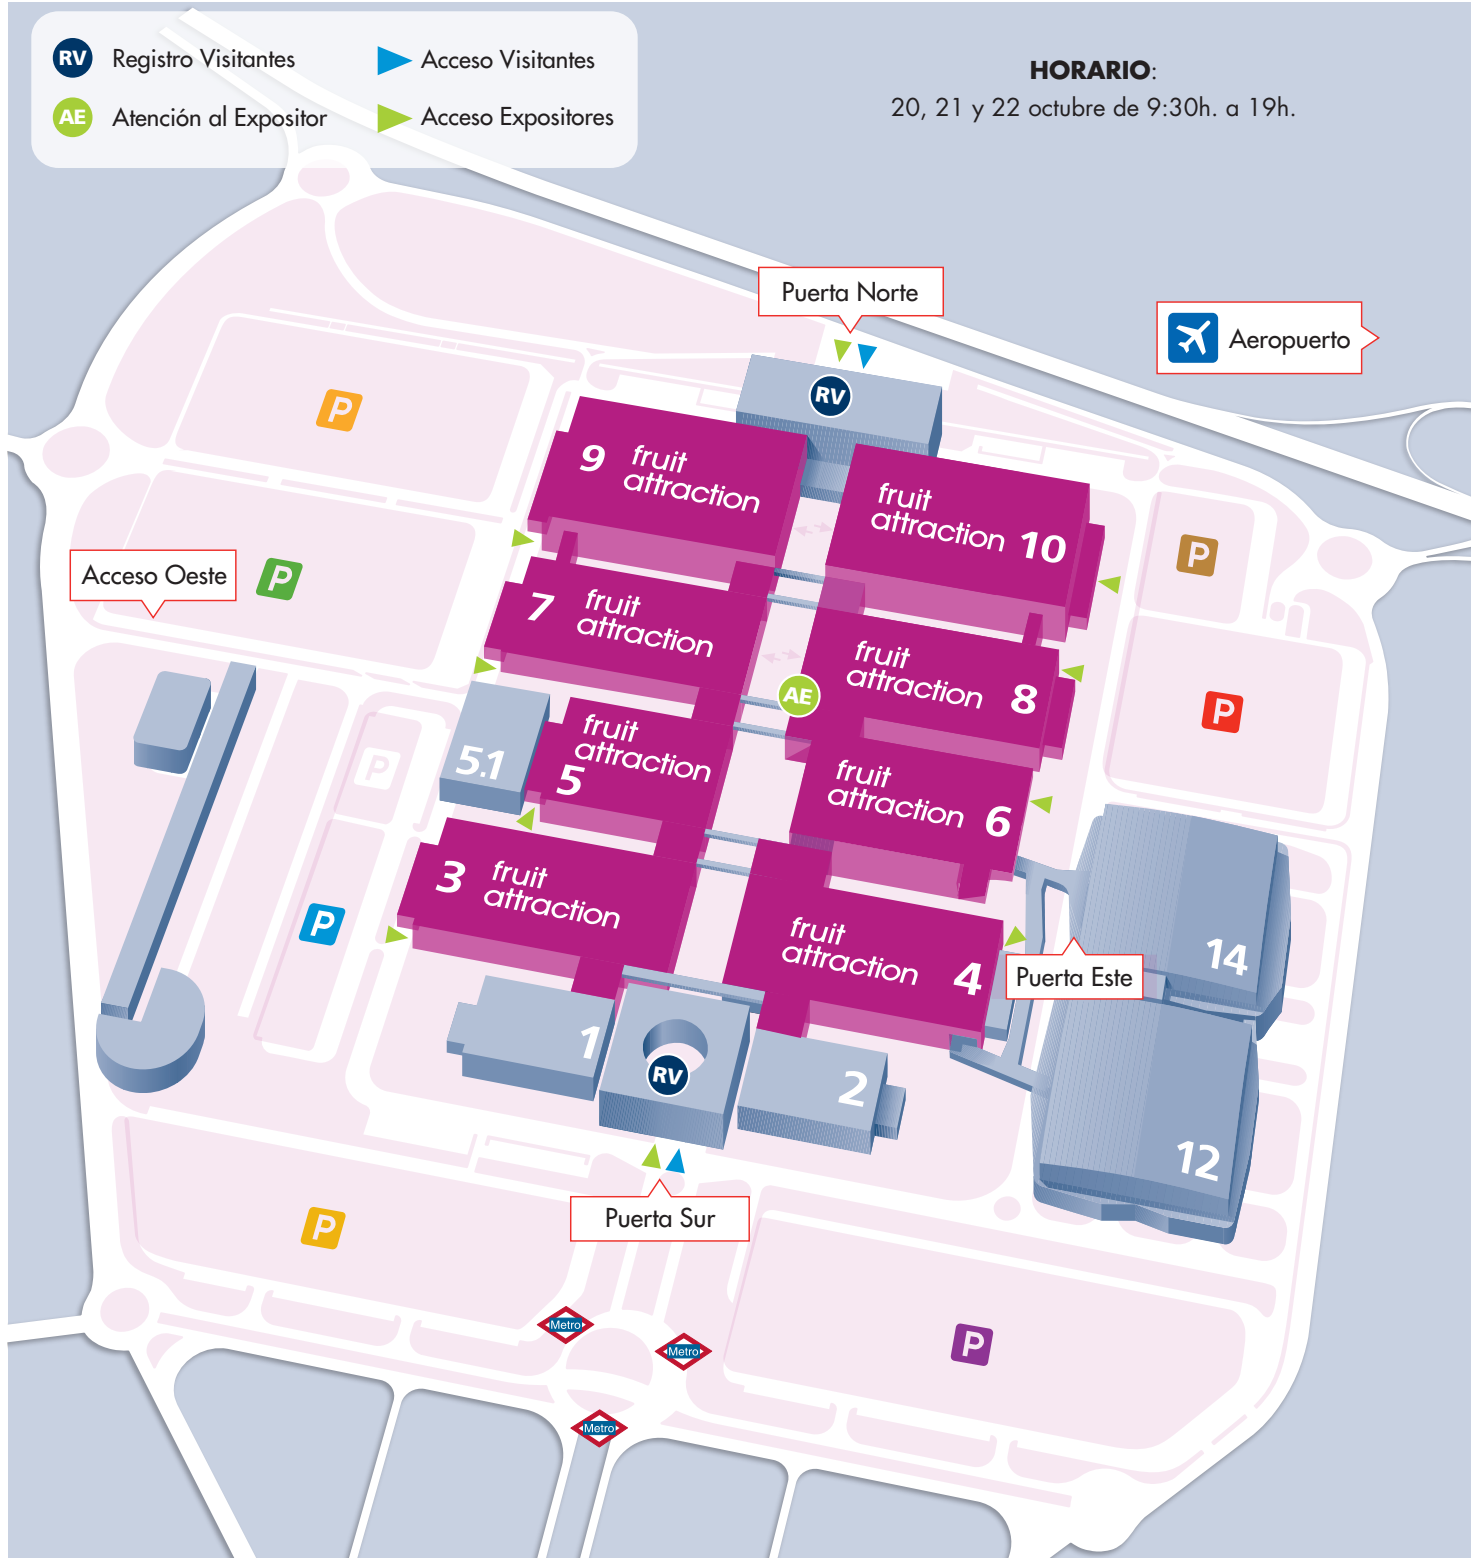 RV Registro Visitantes
Acceso Visitantes
AE Atención al Expositor
Acceso Expositores
HORARIO:
20, 21 y 22 octubre de 9:30h. a 19h.
Puerta Norte
Aeropuerto
RV
P
9 fruit
attraction
fruit
attraction 10
P
Acceso Oeste
P
7 fruit
attraction
fruit
attraction 8
AE
P
5.1
fruit
attraction
5
P
fruit
attraction 6
3 fruit
attraction
P
fruit
attraction 4
14
Puerta Este
1
RV
2
12
Puerta Sur
P
Metro
Metro
P
Metro